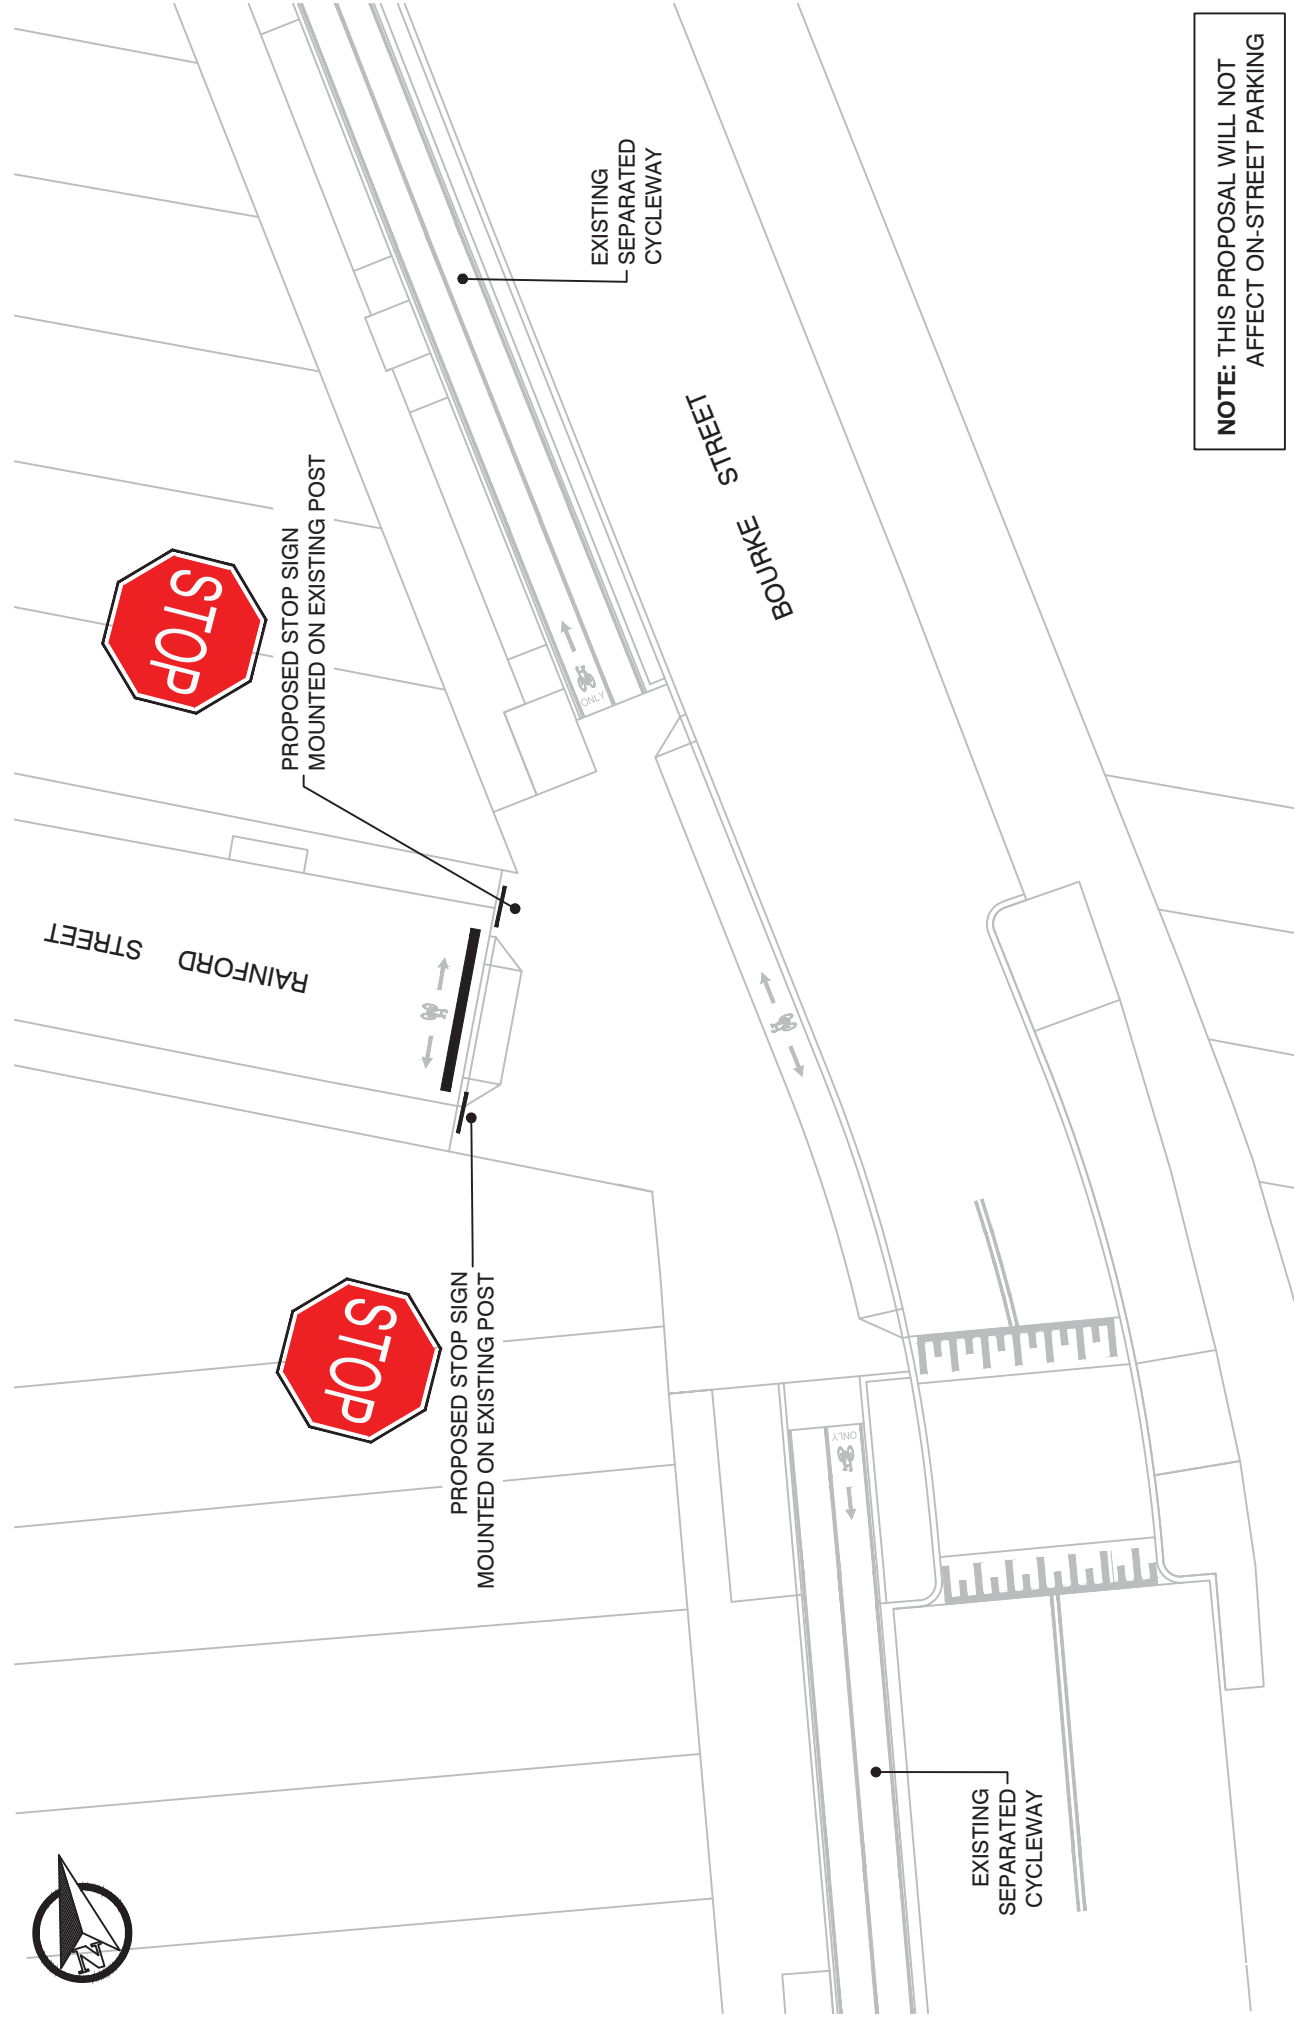 STOP
PROPOSED STOP SIGN
MOUNTED ON EXISTING POST
STOP
PROPOSED STOP SIGN
MOUNTED ON EXISTING POST
RAINFORD STREET
EXISTING
SEPARATED
CYCLEWAY
ONLY
BOURKE STREET
ONLY
EXISTING
SEPARATED
CYCLEWAY
N
NOTE: THIS PROPOSAL WILL NOT
AFFECT ON-STREET PARKING